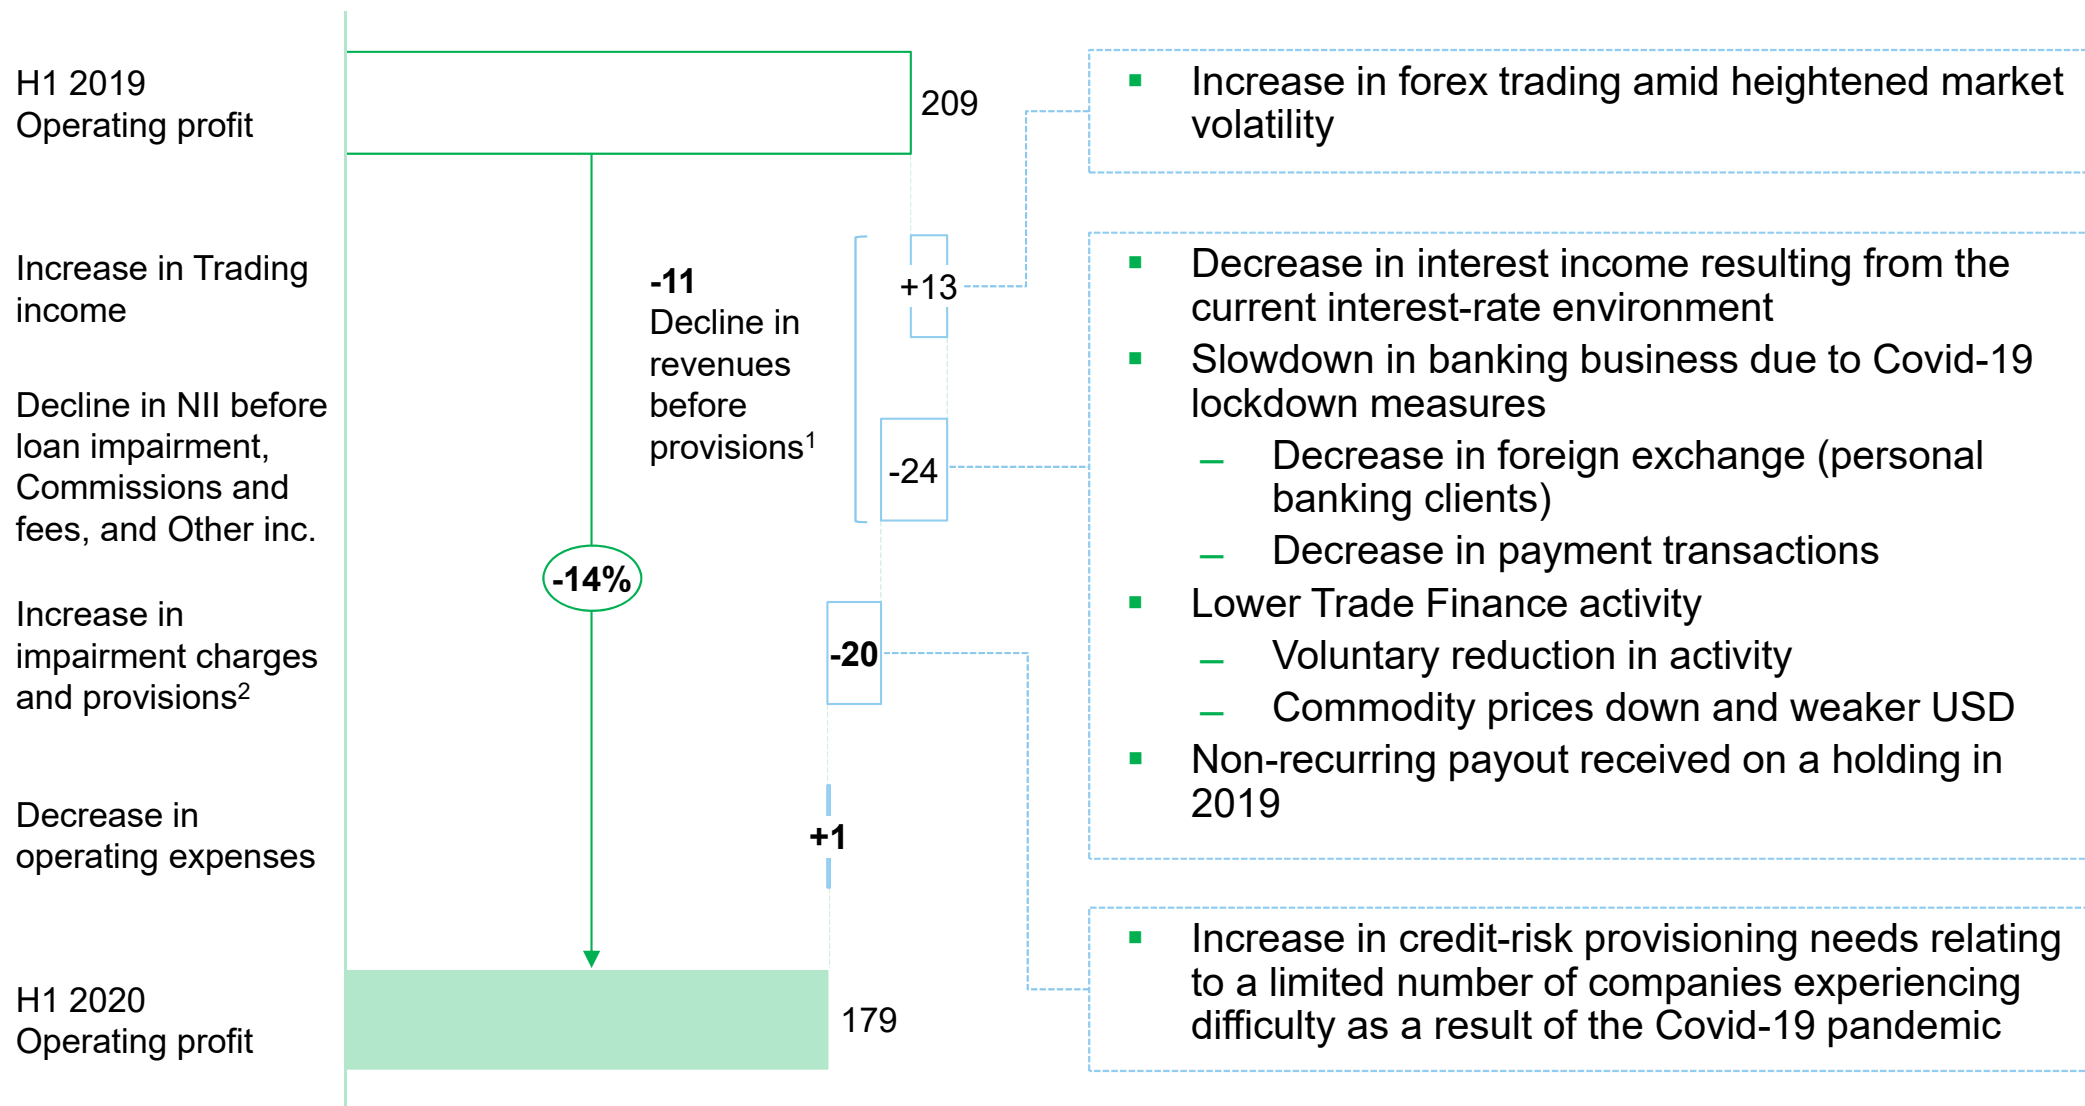 H1 2019
Operating profit
209
Increase in Trading
income
+13
-11
Decline in
revenues
before
provisions¹
Decline in NII before
loan impairment,
Commissions and
fees, and Other inc.
-24
-14%
Increase in
impairment charges
and provisions²
-20
Decrease in
operating expenses
+1
H1 2020
Operating profit
179
▪ Increase in forex trading amid heightened market
volatility
▪ Decrease in interest income resulting from the
current interest-rate environment
▪ Slowdown in banking business due to Covid-19
lockdown measures
– Decrease in foreign exchange (personal
banking clients)
– Decrease in payment transactions
▪ Lower Trade Finance activity
– Voluntary reduction in activity
– Commodity prices down and weaker USD
▪ Non-recurring payout received on a holding in
2019
▪ Increase in credit-risk provisioning needs relating
to a limited number of companies experiencing
difficulty as a result of the Covid-19 pandemic